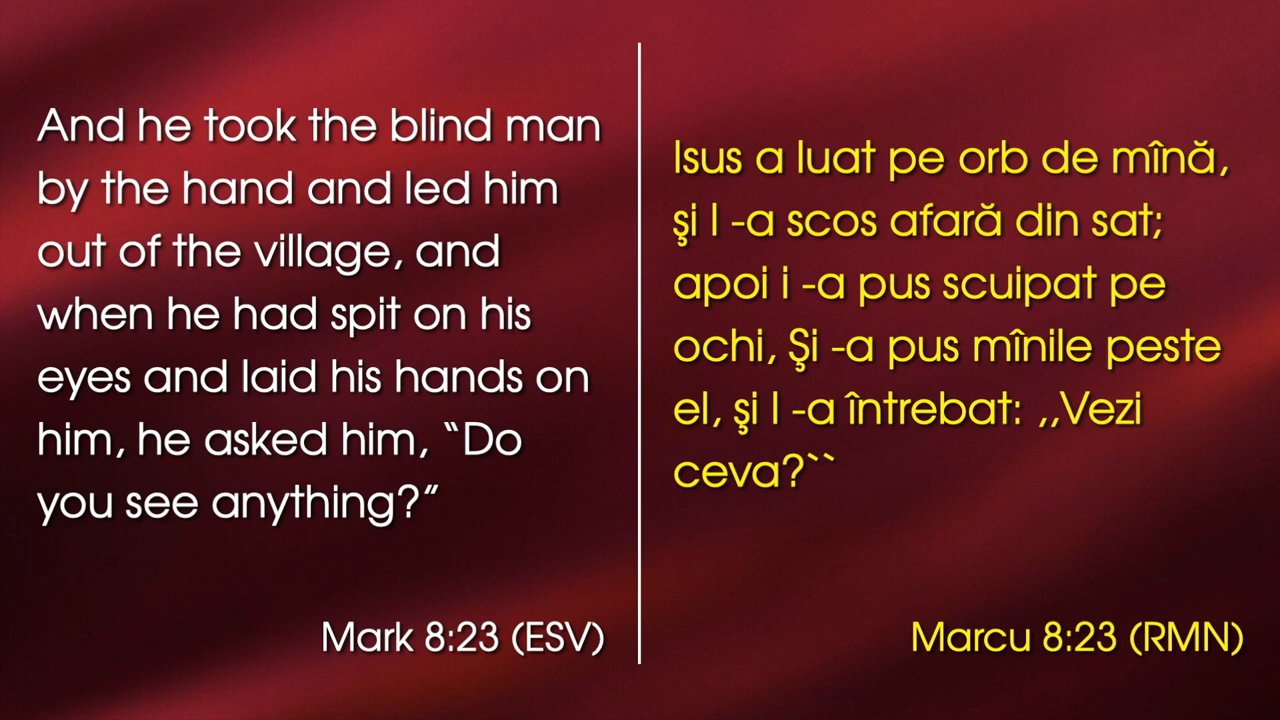 And he took the blind man
by the hand and led him
out of the village, and
when he had spit on his
eyes and laid his hands on
him, he asked him, “Do
you see anything?”
Mark 8:23 (ESV)
Isus a luat pe orb de mînă,
şi l -a scos afară din sat;
apoi i -a pus scuipat pe
ochi, Şi -a pus mînile peste
el, şi l -a întrebat: ,,Vezi
ceva?``
Marcu 8:23 (RMN)